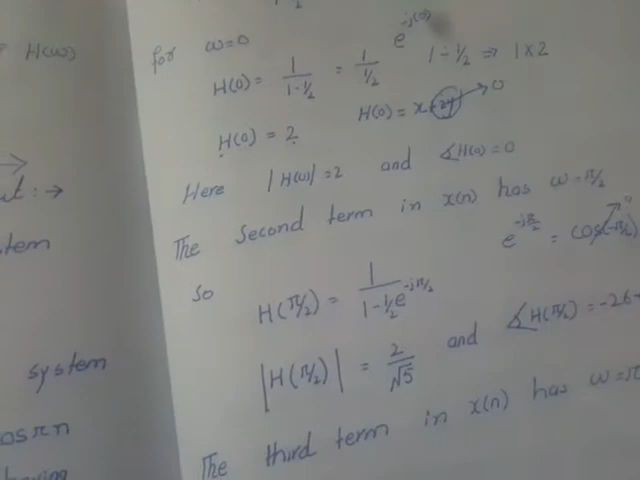 H(ω)
system
cosπn
for ω=0
e^-j(0)
H(0) = 1/(1-1/2) = 1/(1/2)
1÷1/2 ⇒ 1×2
H(0) = 2
→ 0
Here |H(ω)|=2 and ∡H(0)=0
The second term in x(n) has ω=π/2
so H(π/2) = 1/(1-1/2 e^-jπ/2)
e^-jπ/2 = cos(-π/2)
|H(π/2)| = 2/√5 and ∡H(π/2) = -26
The third term in x(n) has ω=π